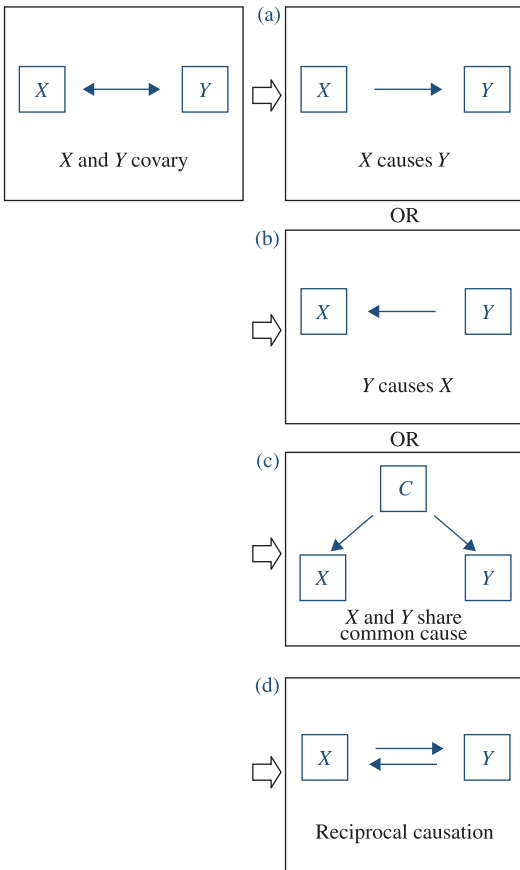 (a)
X
Y
X and Y covary
X
Y
X causes Y
OR
(b)
X
Y
Y causes X
OR
(c)
C
X
Y
X and Y share
common cause
(d)
X
Y
Reciprocal causation